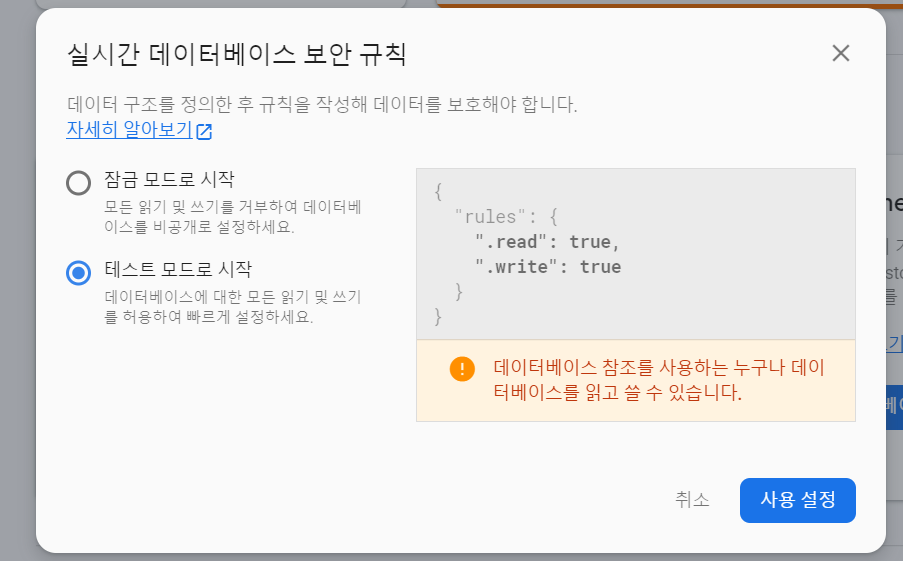 실시간 데이터베이스 보안 규칙
데이터 구조를 정의한 후 규칙을 작성해 데이터를 보호해야 합니다.
자세히 알아보기
잠금 모드로 시작
모든 읽기 및 쓰기를 거부하여 데이터베
이스를 비공개로 설정하세요.
테스트 모드로 시작
데이터베이스에 대한 모든 읽기 및 쓰기
를 허용하여 빠르게 설정하세요.
{
"rules": {
".read": true,
".write": true
}
}
데이터베이스 참조를 사용하는 누구나 데이
터베이스를 읽고 쓸 수 있습니다.
취소
사용 설정